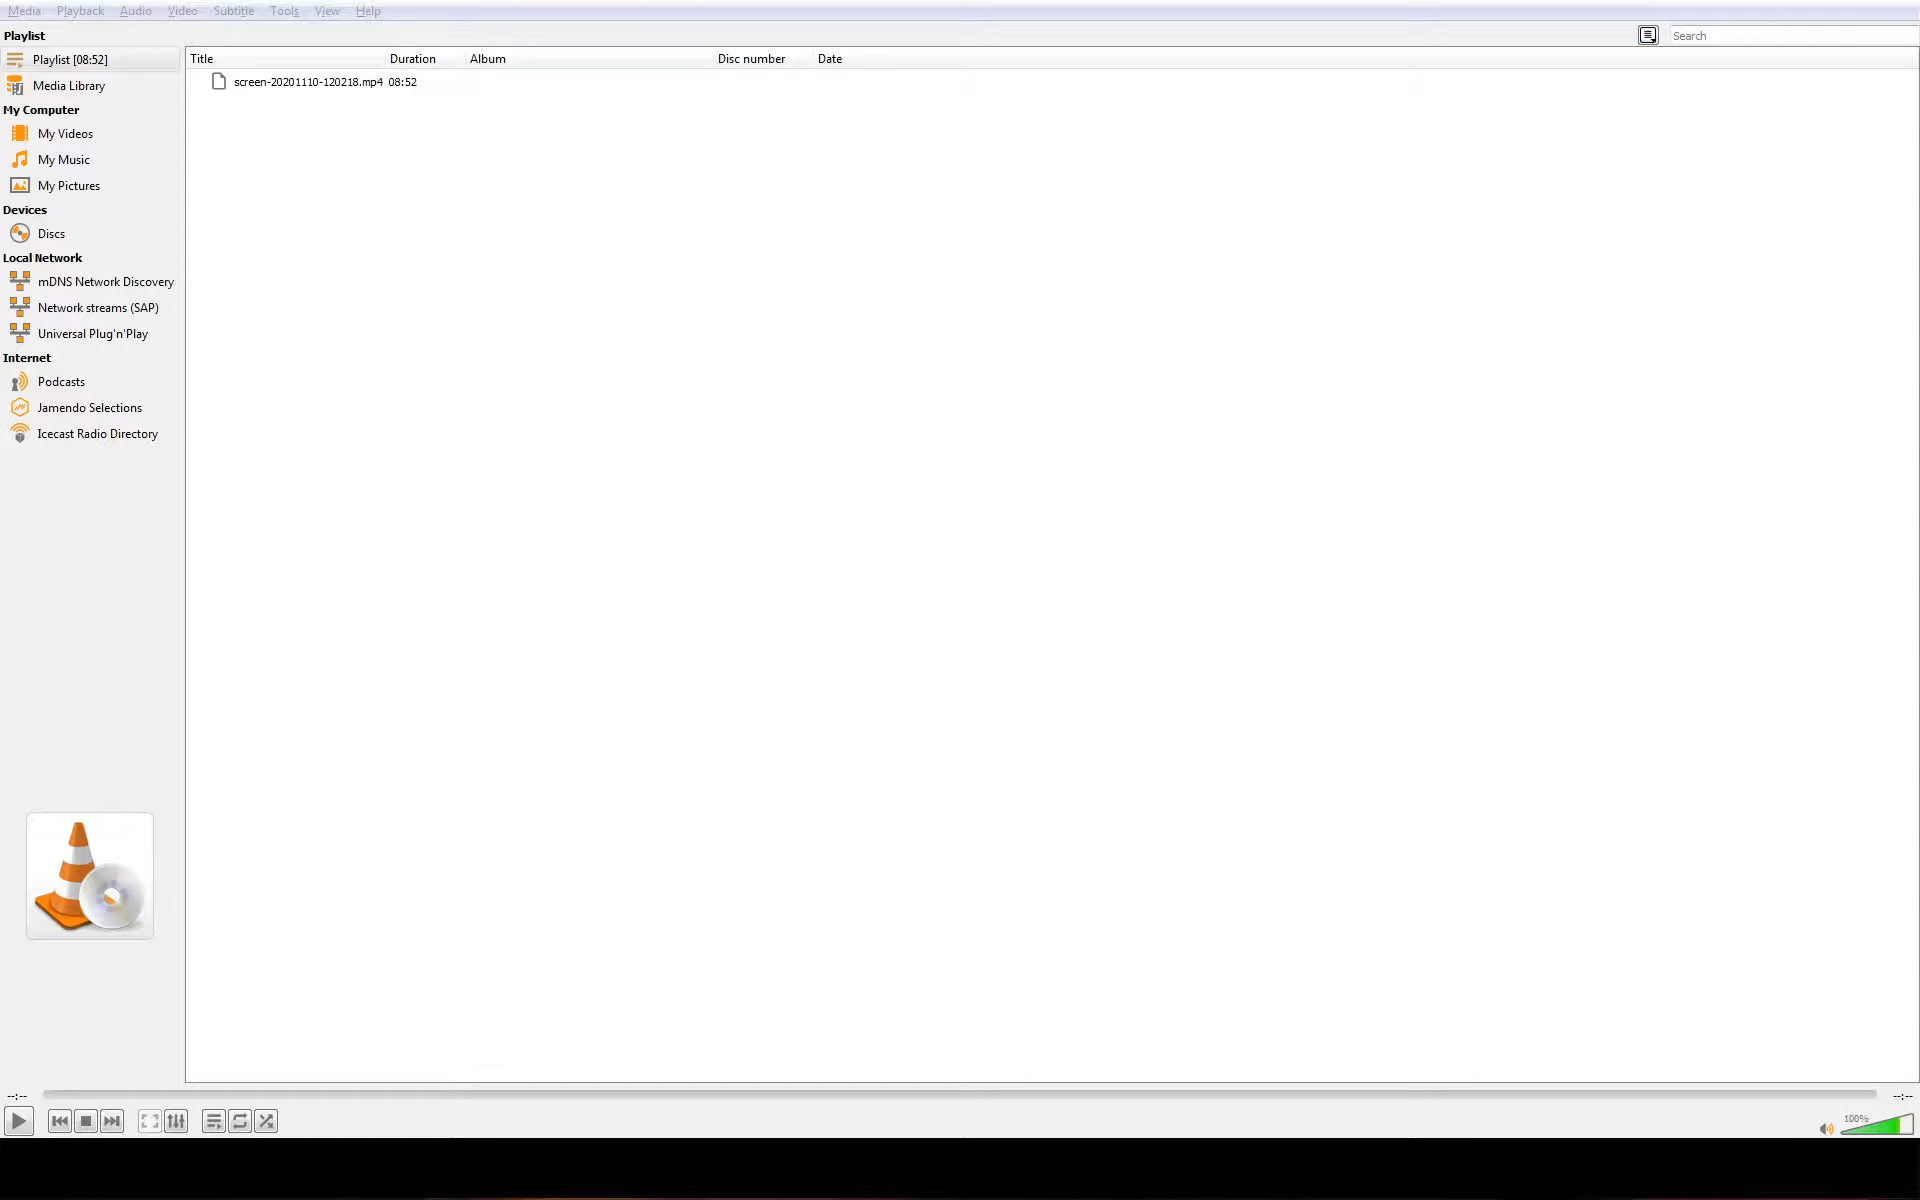 Media Playback Audio Video Subtitle Tools View Help
Playlist
Search
Playlist [08:52]
Media Library
My Computer
My Videos
My Music
My Pictures
Devices
Discs
Local Network
mDNS Network Discovery
Network streams (SAP)
Universal Plug'n'Play
Internet
Podcasts
Jamendo Selections
Icecast Radio Directory
Title Duration Album Disc number Date
screen-20201110-120218.mp4 08:52
--:-- --:--
100%